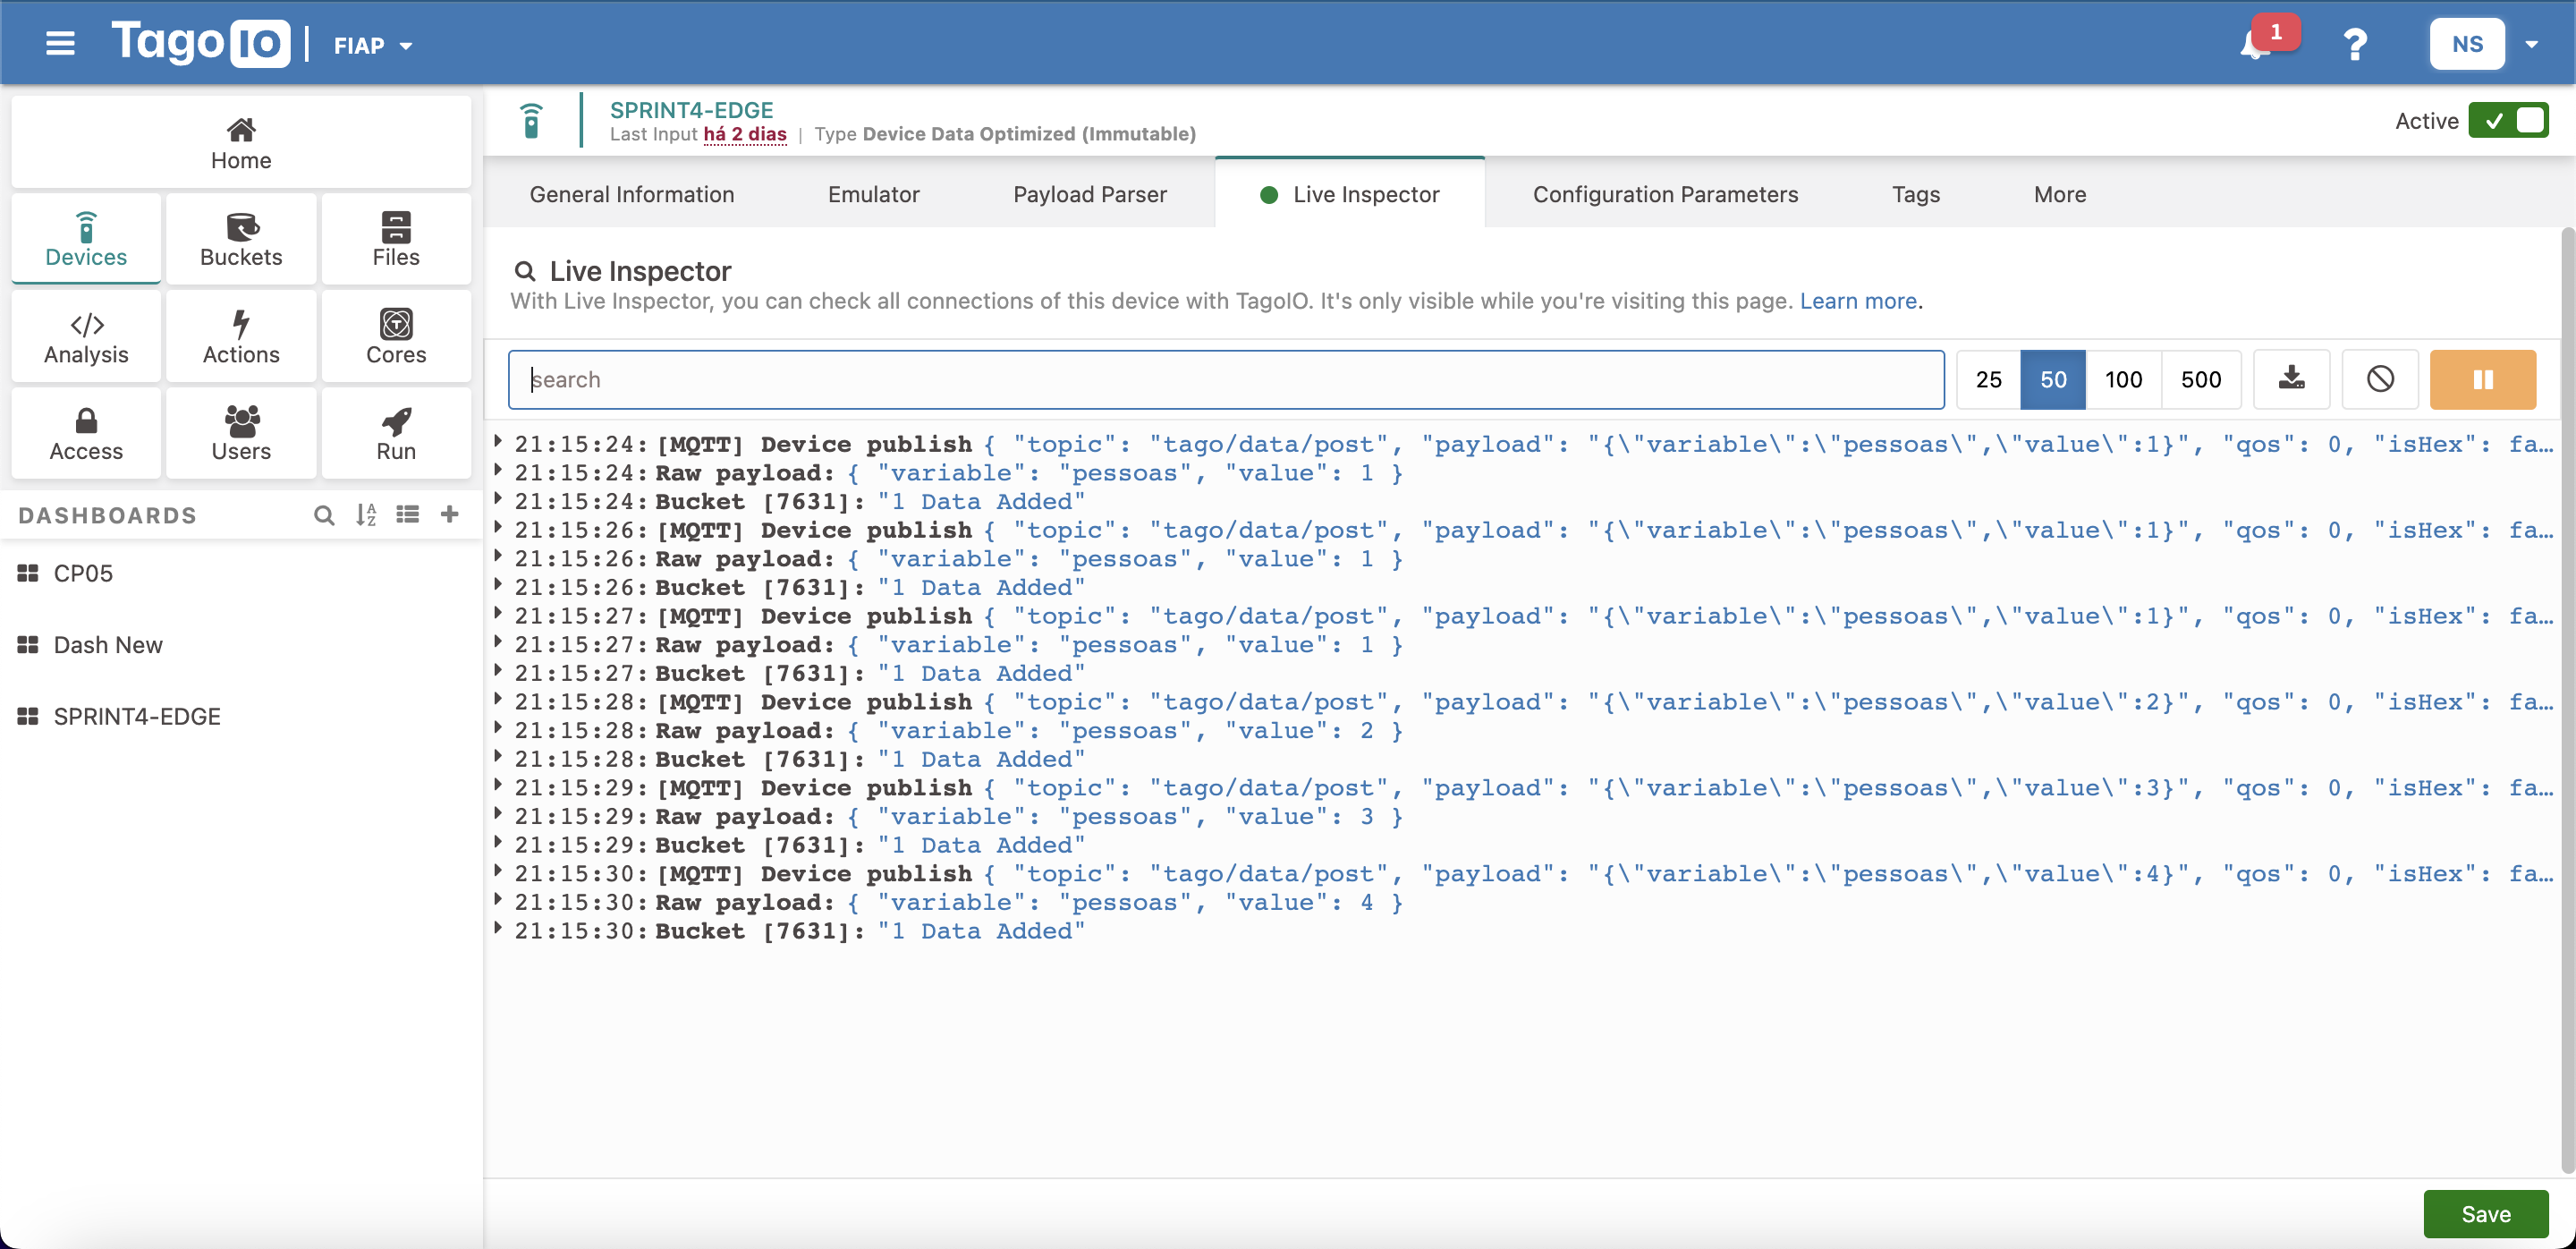 TagoIO | FIAP
1
?
NS
Home
Devices
Buckets
Files
Analysis
Actions
Cores
Access
Users
Run
DASHBOARDS
CP05
Dash New
SPRINT4-EDGE
SPRINT4-EDGE
Last Input há 2 dias | Type Device Data Optimized (Immutable)
Active
General Information
Emulator
Payload Parser
Live Inspector
Configuration Parameters
Tags
More
Live Inspector
With Live Inspector, you can check all connections of this device with TagoIO. It's only visible while you're visiting this page. Learn more.
search
25
50
100
500
21:15:24: [MQTT] Device publish { "topic": "tago/data/post", "payload": "{\"variable\":\"pessoas\",\"value\":1}", "qos": 0, "isHex": fa…
21:15:24: Raw payload: { "variable": "pessoas", "value": 1 }
21:15:24: Bucket [7631]: "1 Data Added"
21:15:26: [MQTT] Device publish { "topic": "tago/data/post", "payload": "{\"variable\":\"pessoas\",\"value\":1}", "qos": 0, "isHex": fa…
21:15:26: Raw payload: { "variable": "pessoas", "value": 1 }
21:15:26: Bucket [7631]: "1 Data Added"
21:15:27: [MQTT] Device publish { "topic": "tago/data/post", "payload": "{\"variable\":\"pessoas\",\"value\":1}", "qos": 0, "isHex": fa…
21:15:27: Raw payload: { "variable": "pessoas", "value": 1 }
21:15:27: Bucket [7631]: "1 Data Added"
21:15:28: [MQTT] Device publish { "topic": "tago/data/post", "payload": "{\"variable\":\"pessoas\",\"value\":2}", "qos": 0, "isHex": fa…
21:15:28: Raw payload: { "variable": "pessoas", "value": 2 }
21:15:28: Bucket [7631]: "1 Data Added"
21:15:29: [MQTT] Device publish { "topic": "tago/data/post", "payload": "{\"variable\":\"pessoas\",\"value\":3}", "qos": 0, "isHex": fa…
21:15:29: Raw payload: { "variable": "pessoas", "value": 3 }
21:15:29: Bucket [7631]: "1 Data Added"
21:15:30: [MQTT] Device publish { "topic": "tago/data/post", "payload": "{\"variable\":\"pessoas\",\"value\":4}", "qos": 0, "isHex": fa…
21:15:30: Raw payload: { "variable": "pessoas", "value": 4 }
21:15:30: Bucket [7631]: "1 Data Added"
Save